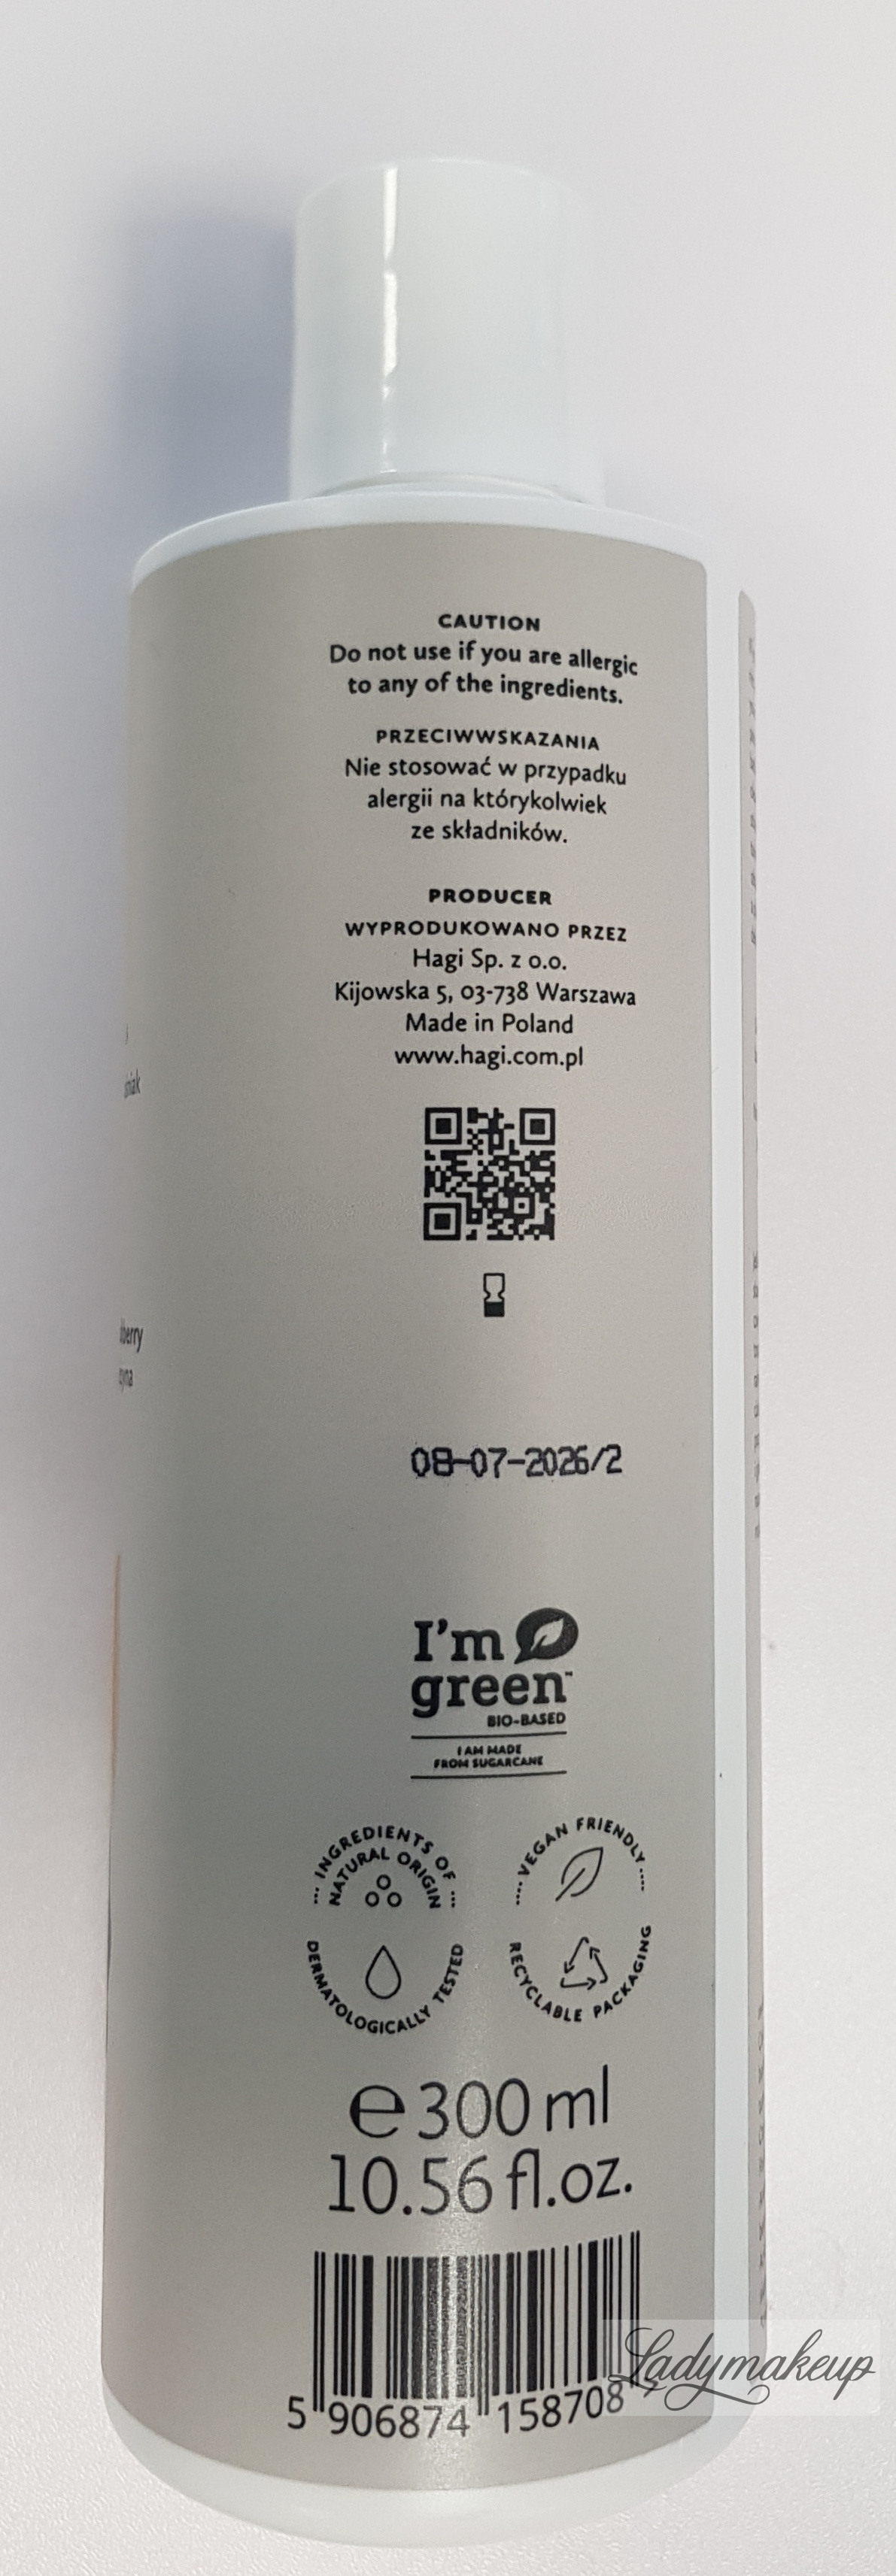 CAUTION
Do not use if you are allergic
to any of the ingredients.
PRZECIWWSKAZANIA
Nie stosować w przypadku
alergii na którykolwiek
ze składników.
PRODUCER
WYPRODUKOWANO PRZEZ
Hagi Sp. z o.o.
Kijowska 5, 03-738 Warszawa
Made in Poland
www.hagi.com.pl
08-07-2026/2
I'm
green™
BIO-BASED
I AM MADE
FROM SUGARCANE
INGREDIENTS OF
NATURAL ORIGIN
VEGAN FRIENDLY
DERMATOLOGICALLY TESTED
RECYCLABLE PACKAGING
℮ 300 ml
10.56 fl.oz.
5 906874 158708
Ladymakeup